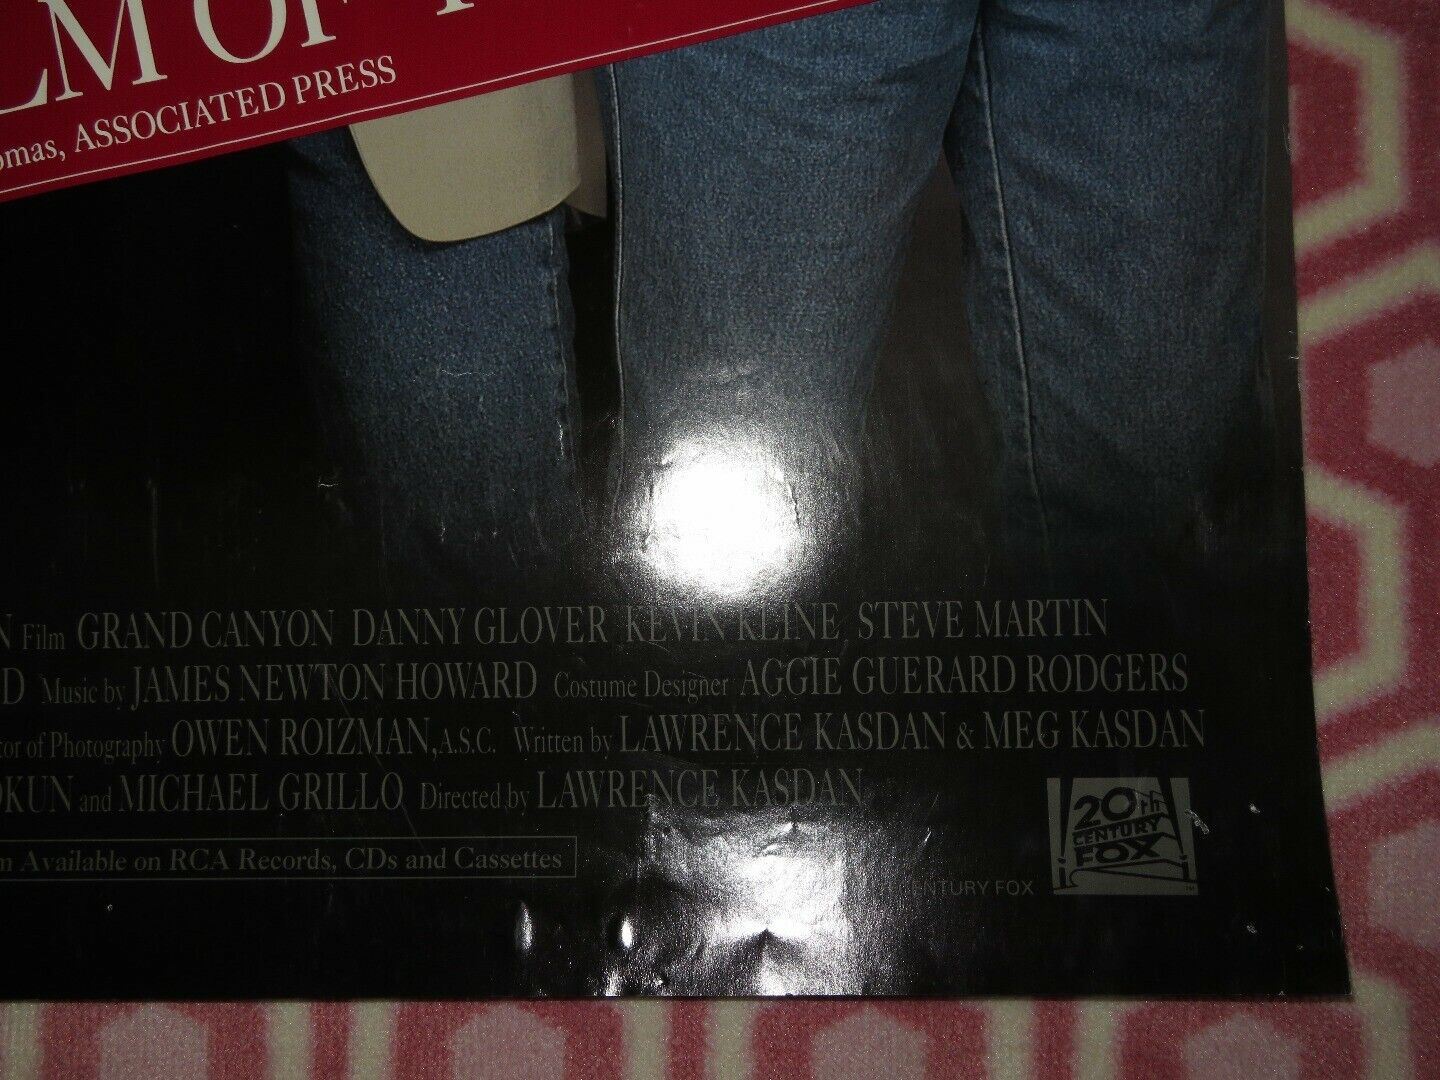 LM OF
omas, ASSOCIATED PRESS
N Film GRAND CANYON DANNY GLOVER KEVIN KLINE STEVE MARTIN
D Music by JAMES NEWTON HOWARD Costume Designer AGGIE GUERARD RODGERS
tor of Photography OWEN ROIZMAN, A.S.C. Written by LAWRENCE KASDAN & MEG KASDAN
OKUN and MICHAEL GRILLO Directed by LAWRENCE KASDAN
m Available on RCA Records, CDs and Cassettes
20th
CENTURY
FOX
ENTURY FOX
TM